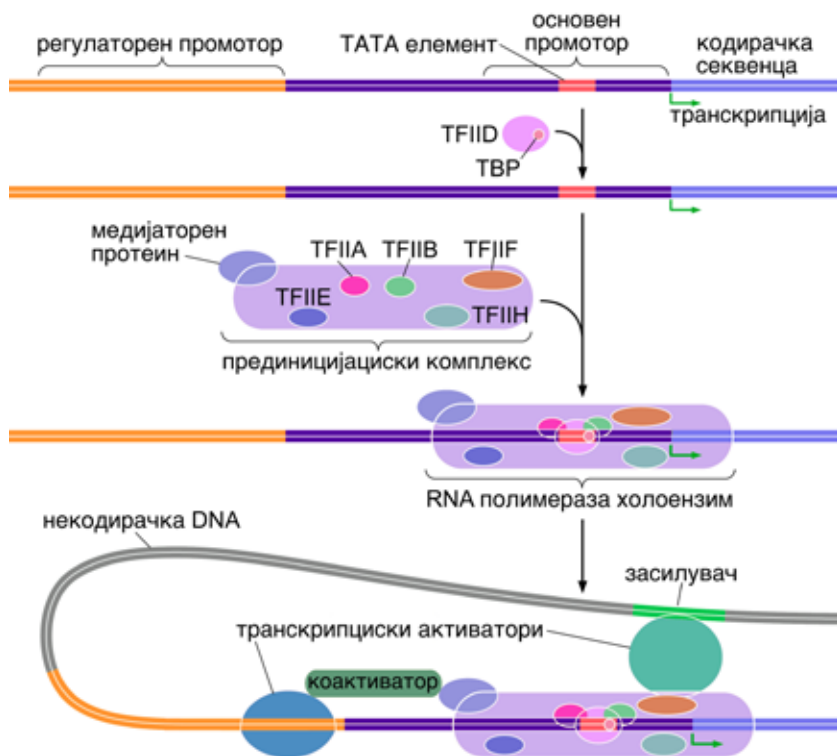 регулаторен промотор
TATA елемент
основен
промотор
кодирачка
секвенца
транскрипција
TFIID
TBP
медијаторен
протеин
TFIIA
TFIIB
TFIIF
TFIIE
TFIIH
прединицијациски комплекс
RNA полимераза холоензим
некодирачка DNA
засилувач
транскрипциски активатори
коактиватор